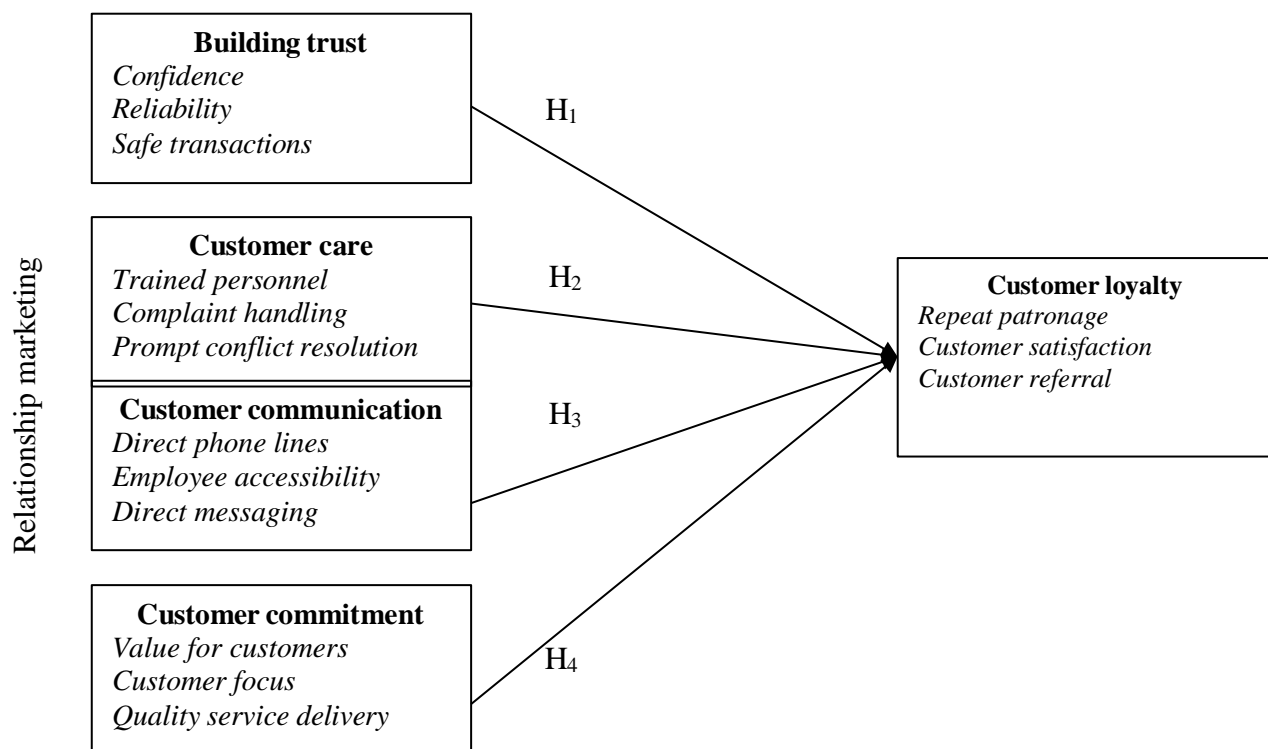 Relationship marketing
Building trust
Confidence
Reliability
Safe transactions
H₁
Customer care
Trained personnel
Complaint handling
Prompt conflict resolution
H₂
Customer communication
Direct phone lines
Employee accessibility
Direct messaging
H₃
Customer commitment
Value for customers
Customer focus
Quality service delivery
H₄
Customer loyalty
Repeat patronage
Customer satisfaction
Customer referral